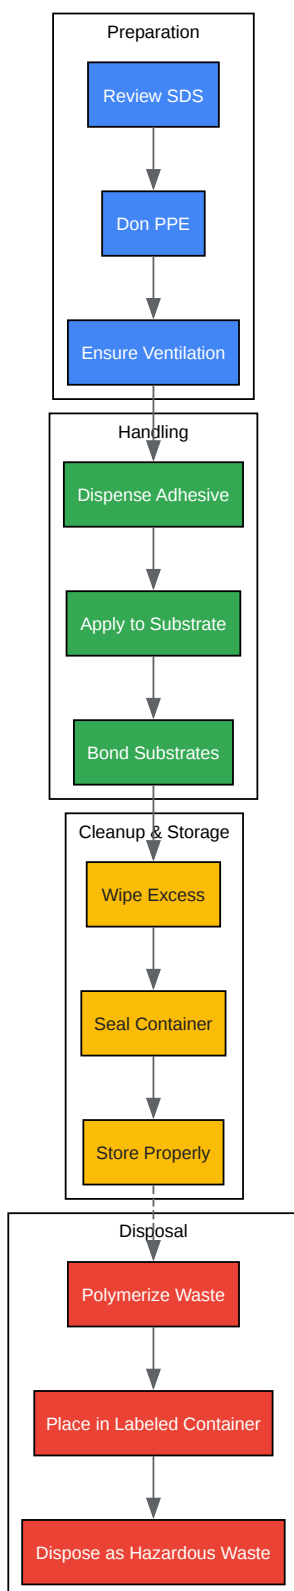 Preparation
Review SDS
Don PPE
Ensure Ventilation
Handling
Dispense Adhesive
Apply to Substrate
Bond Substrates
Cleanup & Storage
Wipe Excess
Seal Container
Store Properly
Disposal
Polymerize Waste
Place in Labeled Container
Dispose as Hazardous Waste